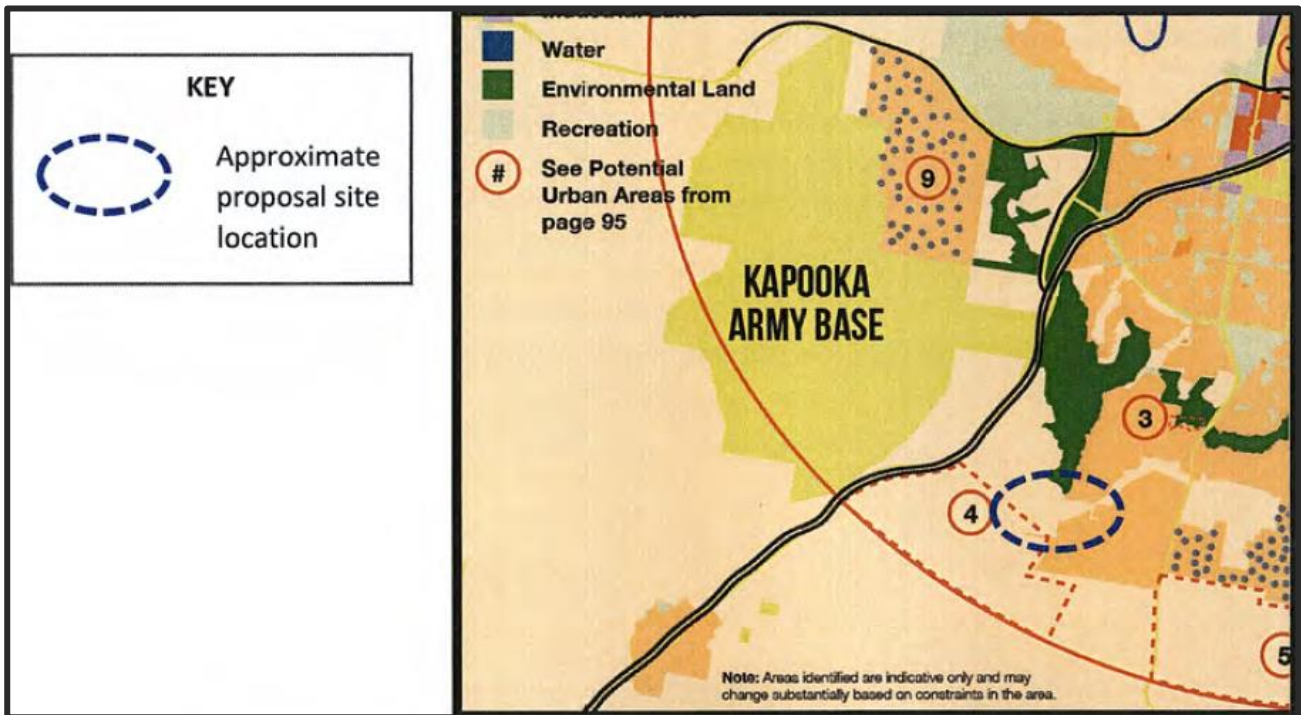 KEY
Approximate
proposal site
location
Water
Environmental Land
Recreation
#
See Potential
Urban Areas from
page 95
9
KAPOOKA
ARMY BASE
3
4
5
Note: Areas identified are indicative only and may
change substantially based on constraints in the area.